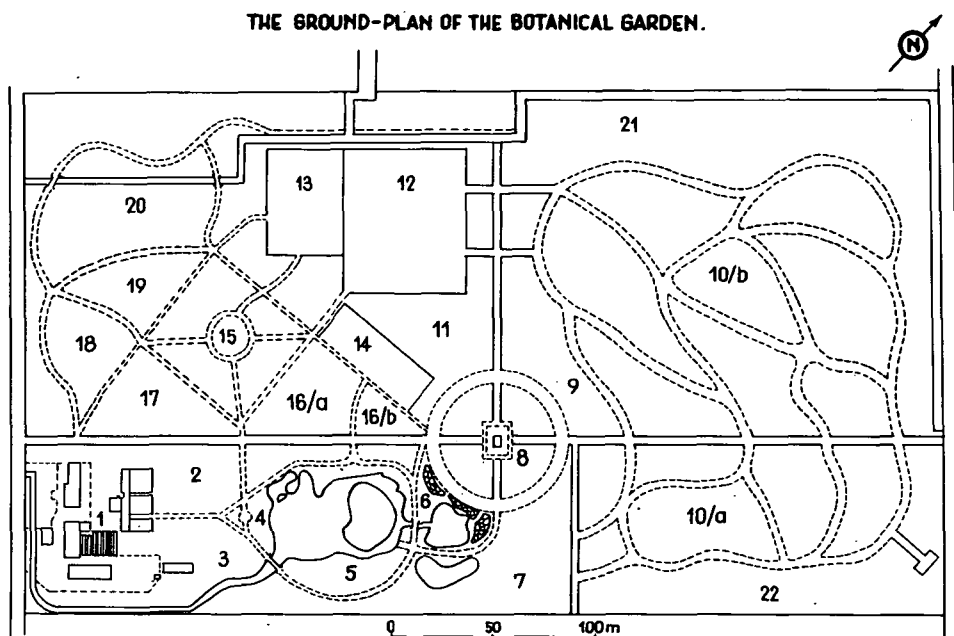 THE GROUND-PLAN OF THE BOTANICAL GARDEN.
N
21
13
12
20
10/b
19
11
15
18
14
9
17
16/a
16/b
8
2
6
4
1
10/a
3
5
7
22
0 50 100m